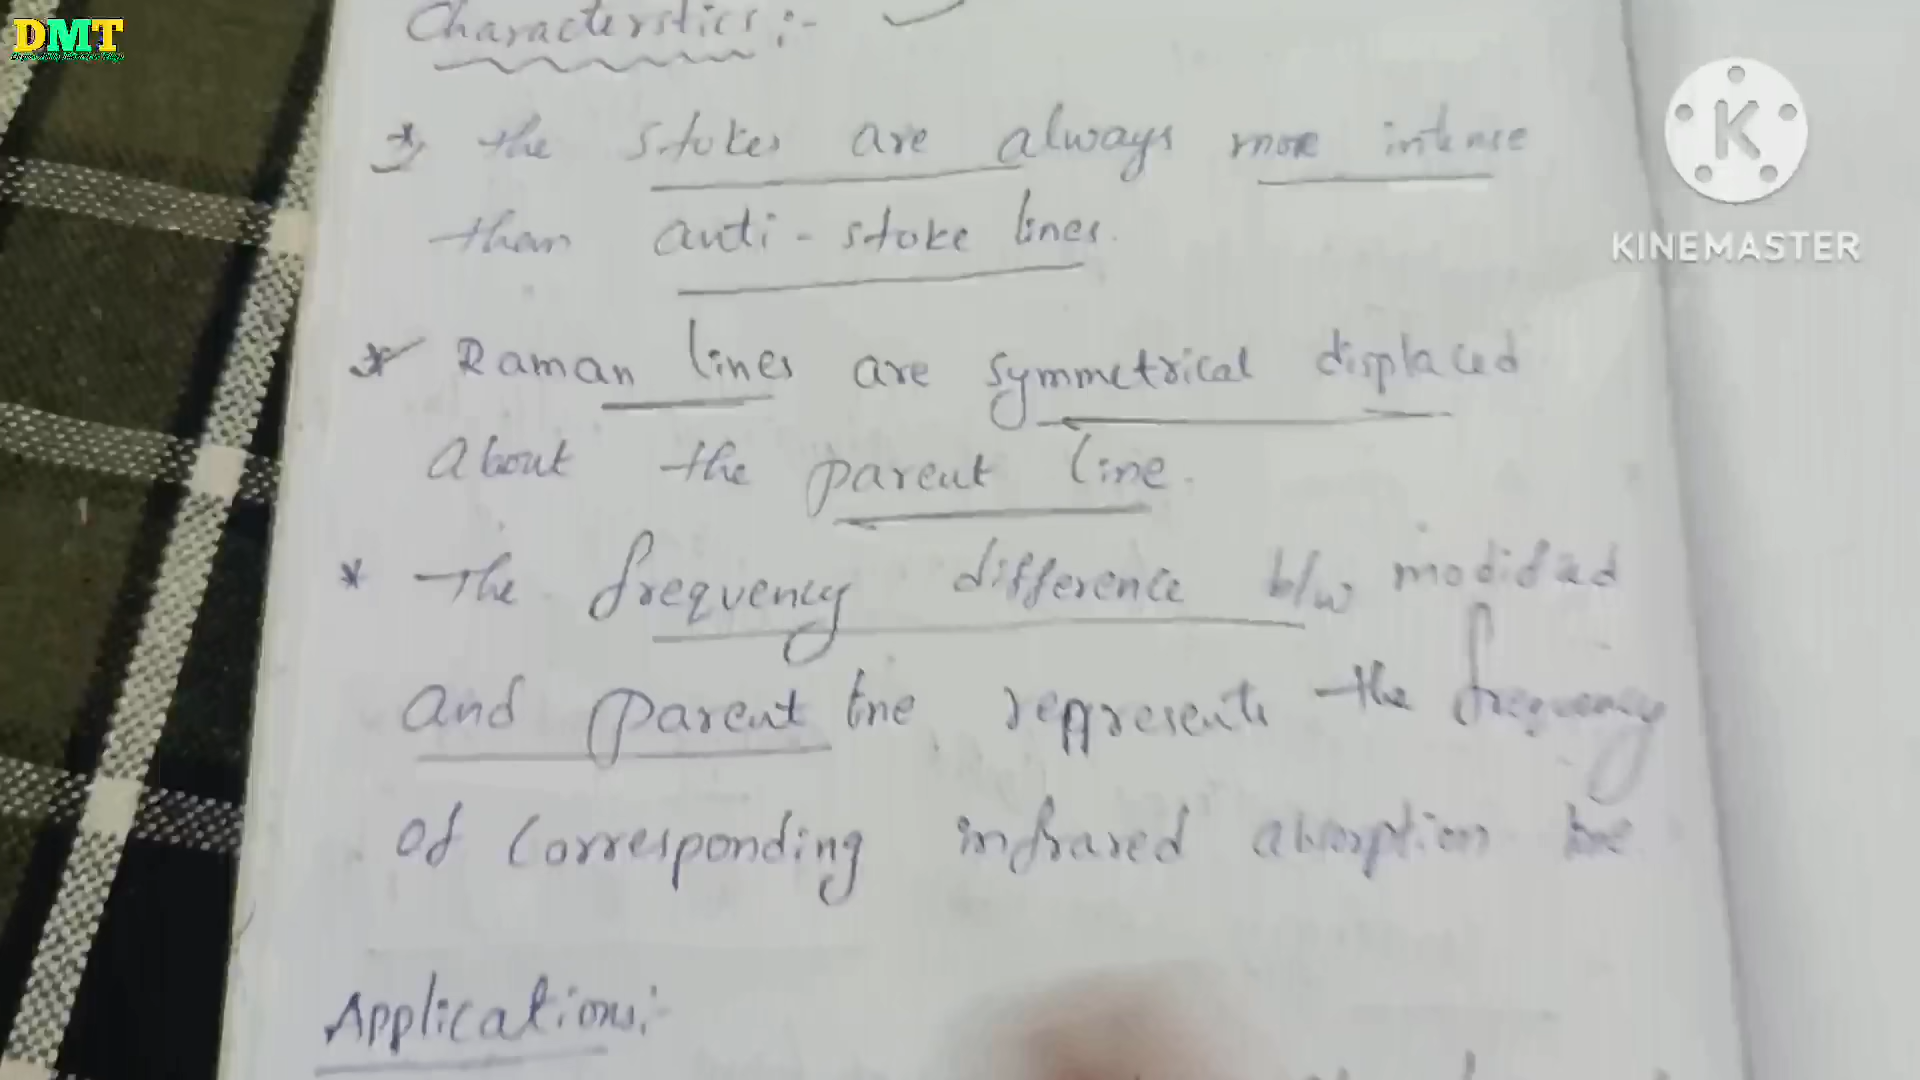 DMT
Characterstics:-
KINEMASTER
* the stokes are always more intense
than anti-stoke lines.
* Raman lines are symmetrical displaced
About the parent line.
* The frequency difference b/w modified
and parent line represents the frequency
of corresponding infrared absorption line
Applications:-